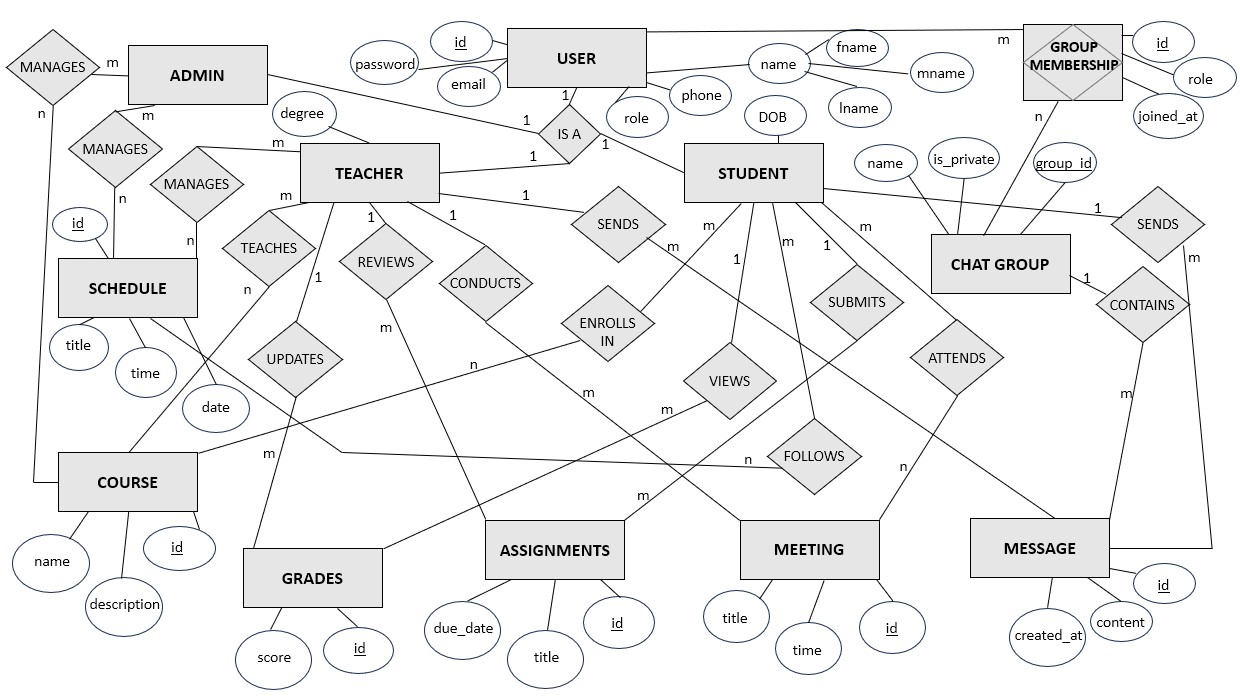 MANAGES
m
n
ADMIN
m
MANAGES
n
MANAGES
m
n
degree
TEACHER
m
password
id
email
USER
1
role
phone
name
fname
mname
lname
m
GROUP
MEMBERSHIP
id
role
joined_at
n
IS A
1
1
1
DOB
STUDENT
name
is_private
group_id
CHAT GROUP
1
SENDS
m
1
CONTAINS
m
id
SCHEDULE
title
time
date
TEACHES
n
1
UPDATES
m
1
REVIEWS
m
1
CONDUCTS
m
1
SENDS
m
m
ENROLLS
IN
n
1
VIEWS
m
m
FOLLOWS
n
1
SUBMITS
m
m
ATTENDS
n
COURSE
name
description
id
GRADES
score
id
ASSIGNMENTS
due_date
title
id
MEETING
title
time
id
MESSAGE
created_at
content
id